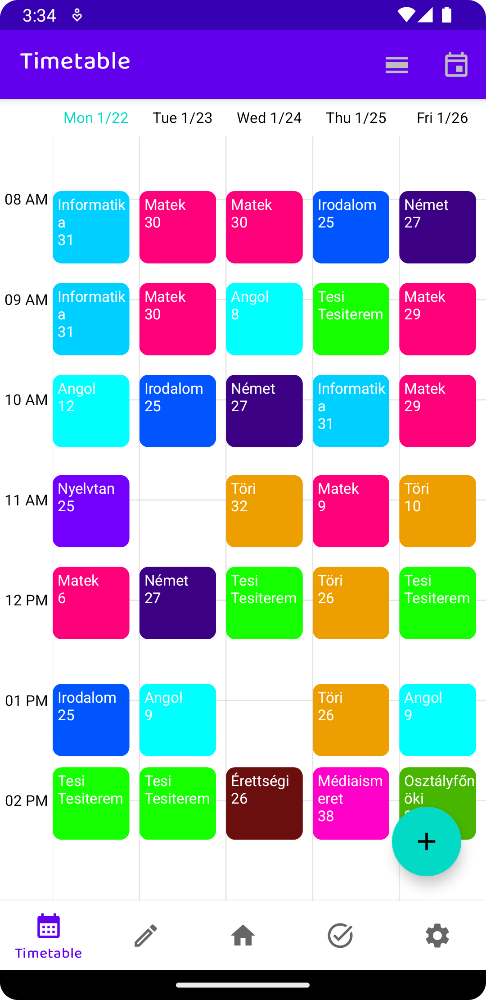 3:34
Timetable
Mon 1/22 Tue 1/23 Wed 1/24 Thu 1/25 Fri 1/26
08 AM
Informatik
a
31
Matek
30
Matek
30
Irodalom
25
Német
27
09 AM
Informatik
a
31
Matek
30
Angol
8
Tesi
Tesiterem
Matek
29
10 AM
Angol
12
Irodalom
25
Német
27
Informatik
a
31
Matek
29
11 AM
Nyelvtan
25
Töri
32
Matek
9
Töri
10
12 PM
Matek
6
Német
27
Tesi
Tesiterem
Töri
26
Tesi
Tesiterem
01 PM
Irodalom
25
Angol
9
Töri
26
Angol
9
02 PM
Tesi
Tesiterem
Tesi
Tesiterem
Érettségi
26
Médiaism
eret
38
Osztályfőn
öki
Timetable